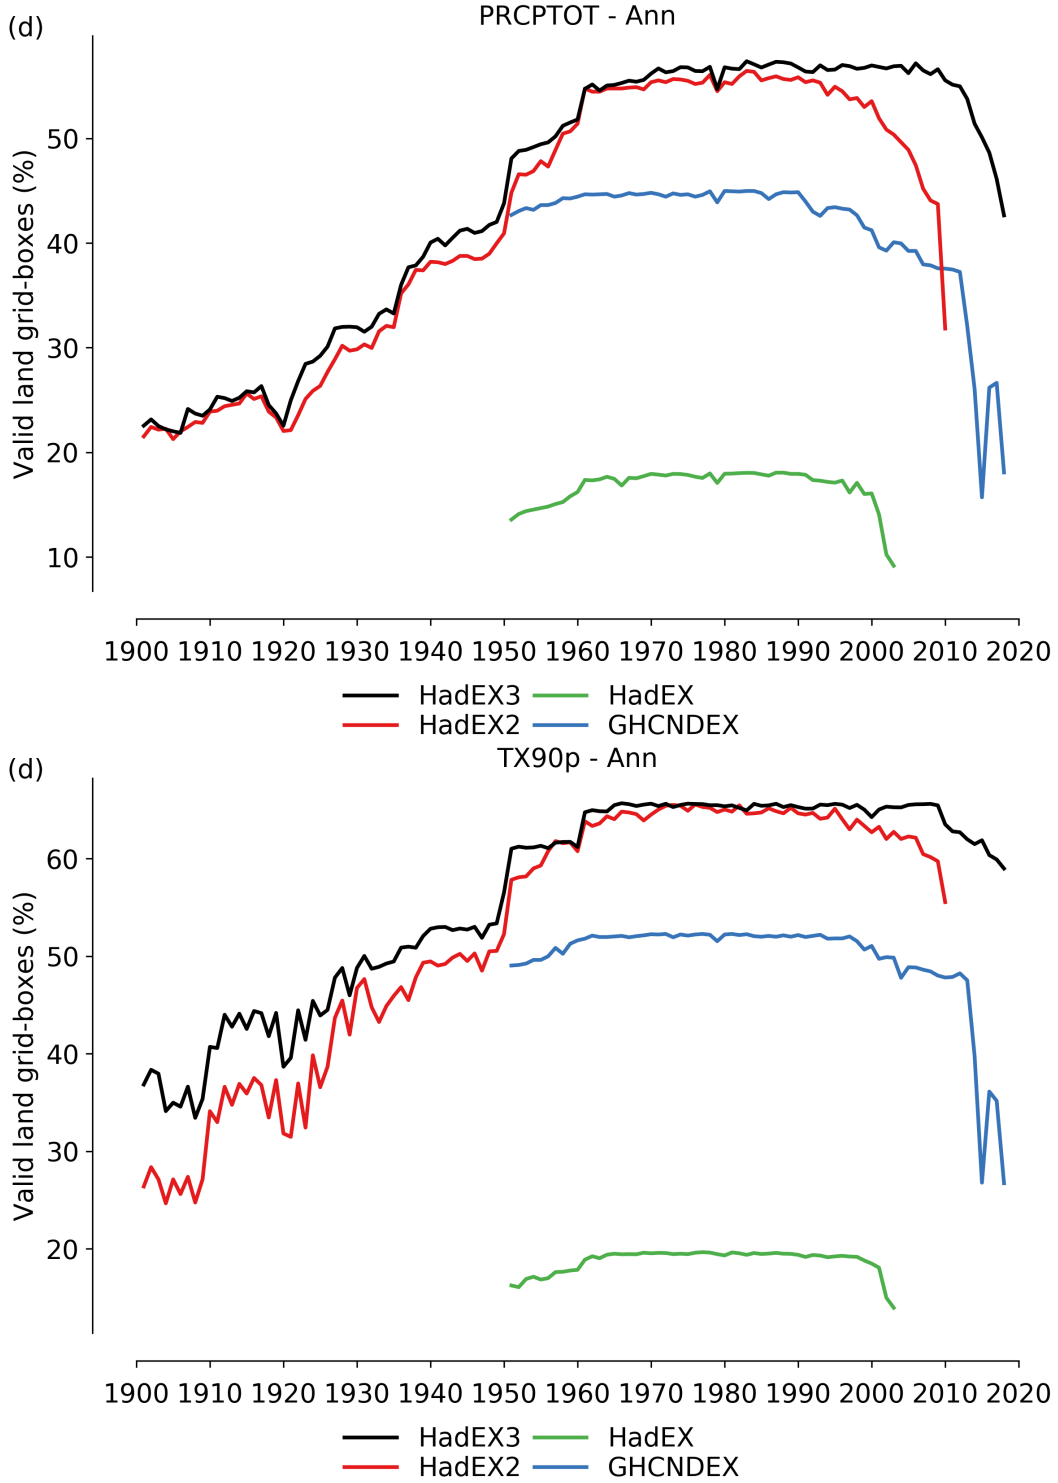 (d)
PRCPTOT - Ann
Valid land grid-boxes (%)
50
40
30
20
10
1900 1910 1920 1930 1940 1950 1960 1970 1980 1990 2000 2010 2020
HadEX3 HadEX
HadEX2 GHCNDEX
(d)
TX90p - Ann
Valid land grid-boxes (%)
60
50
40
30
20
1900 1910 1920 1930 1940 1950 1960 1970 1980 1990 2000 2010 2020
HadEX3 HadEX
HadEX2 GHCNDEX